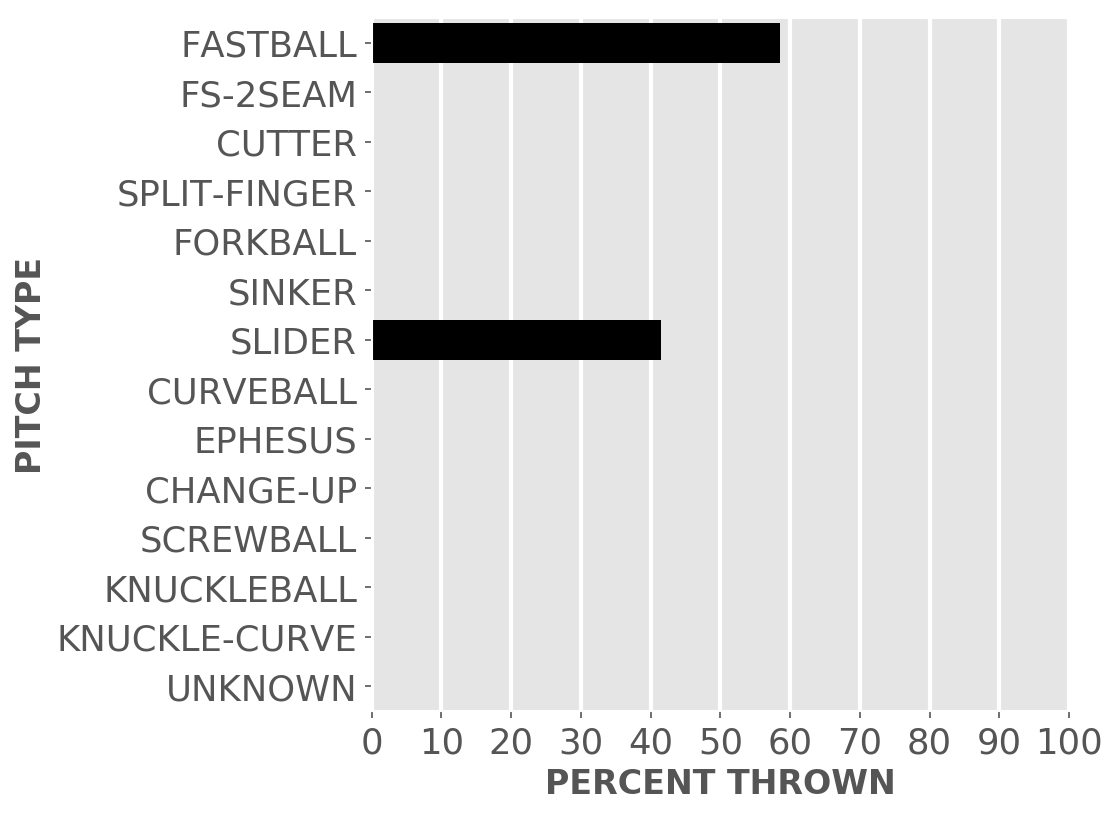 FASTBALL
FS-2SEAM
CUTTER
SPLIT-FINGER
FORKBALL
SINKER
SLIDER
CURVEBALL
EPHESUS
CHANGE-UP
SCREWBALL
KNUCKLEBALL
KNUCKLE-CURVE
UNKNOWN
PITCH TYPE
0 10 20 30 40 50 60 70 80 90 100
PERCENT THROWN